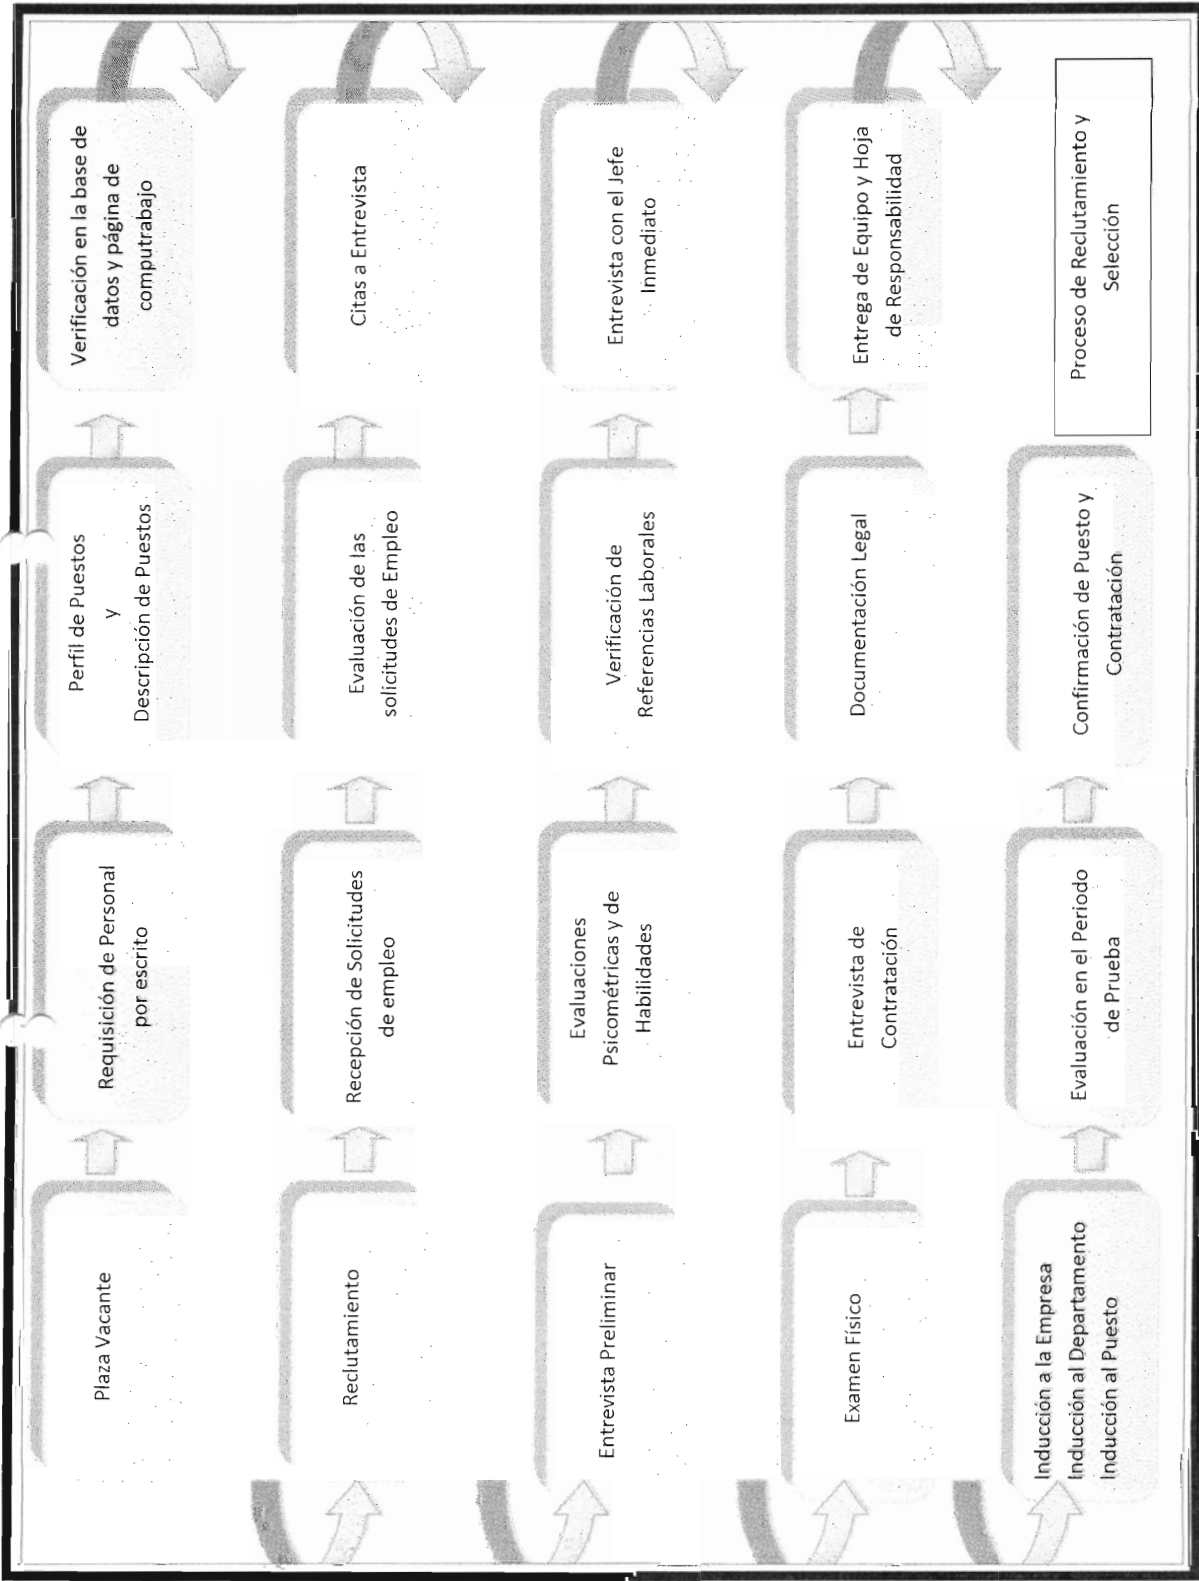 Plaza Vacante
Requisición de Personal
por escrito
Perfil de Puestos
y
Descripción de Puestos
Verificación en la base de
datos y página de
computrabajo
Reclutamiento
Recepción de Solicitudes
de empleo
Evaluación de las
solicitudes de Empleo
Citas a Entrevista
Entrevista Preliminar
Evaluaciones
Psicométricas y de
Habilidades
Verificación de
Referencias Laborales
Entrevista con el Jefe
Inmediato
Examen Físico
Entrevista de
Contratación
Documentación Legal
Entrega de Equipo y Hoja
de Responsabilidad
Inducción a la Empresa
Inducción al Departamento
Inducción al Puesto
Evaluación en el Periodo
de Prueba
Confirmación de Puesto y
Contratación
Proceso de Reclutamiento y
Selección